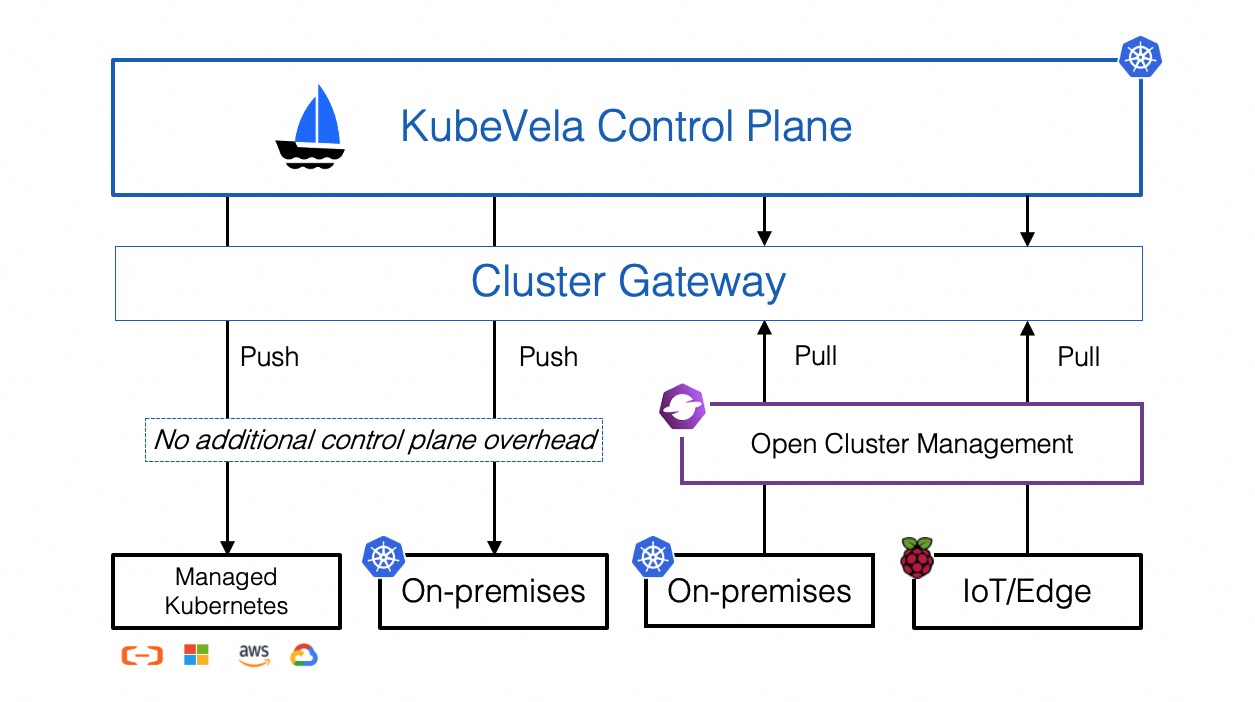 KubeVela Control Plane
Cluster Gateway
Push
Push
Pull
Pull
No additional control plane overhead
Open Cluster Management
Managed
Kubernetes
On-premises
On-premises
IoT/Edge
aws